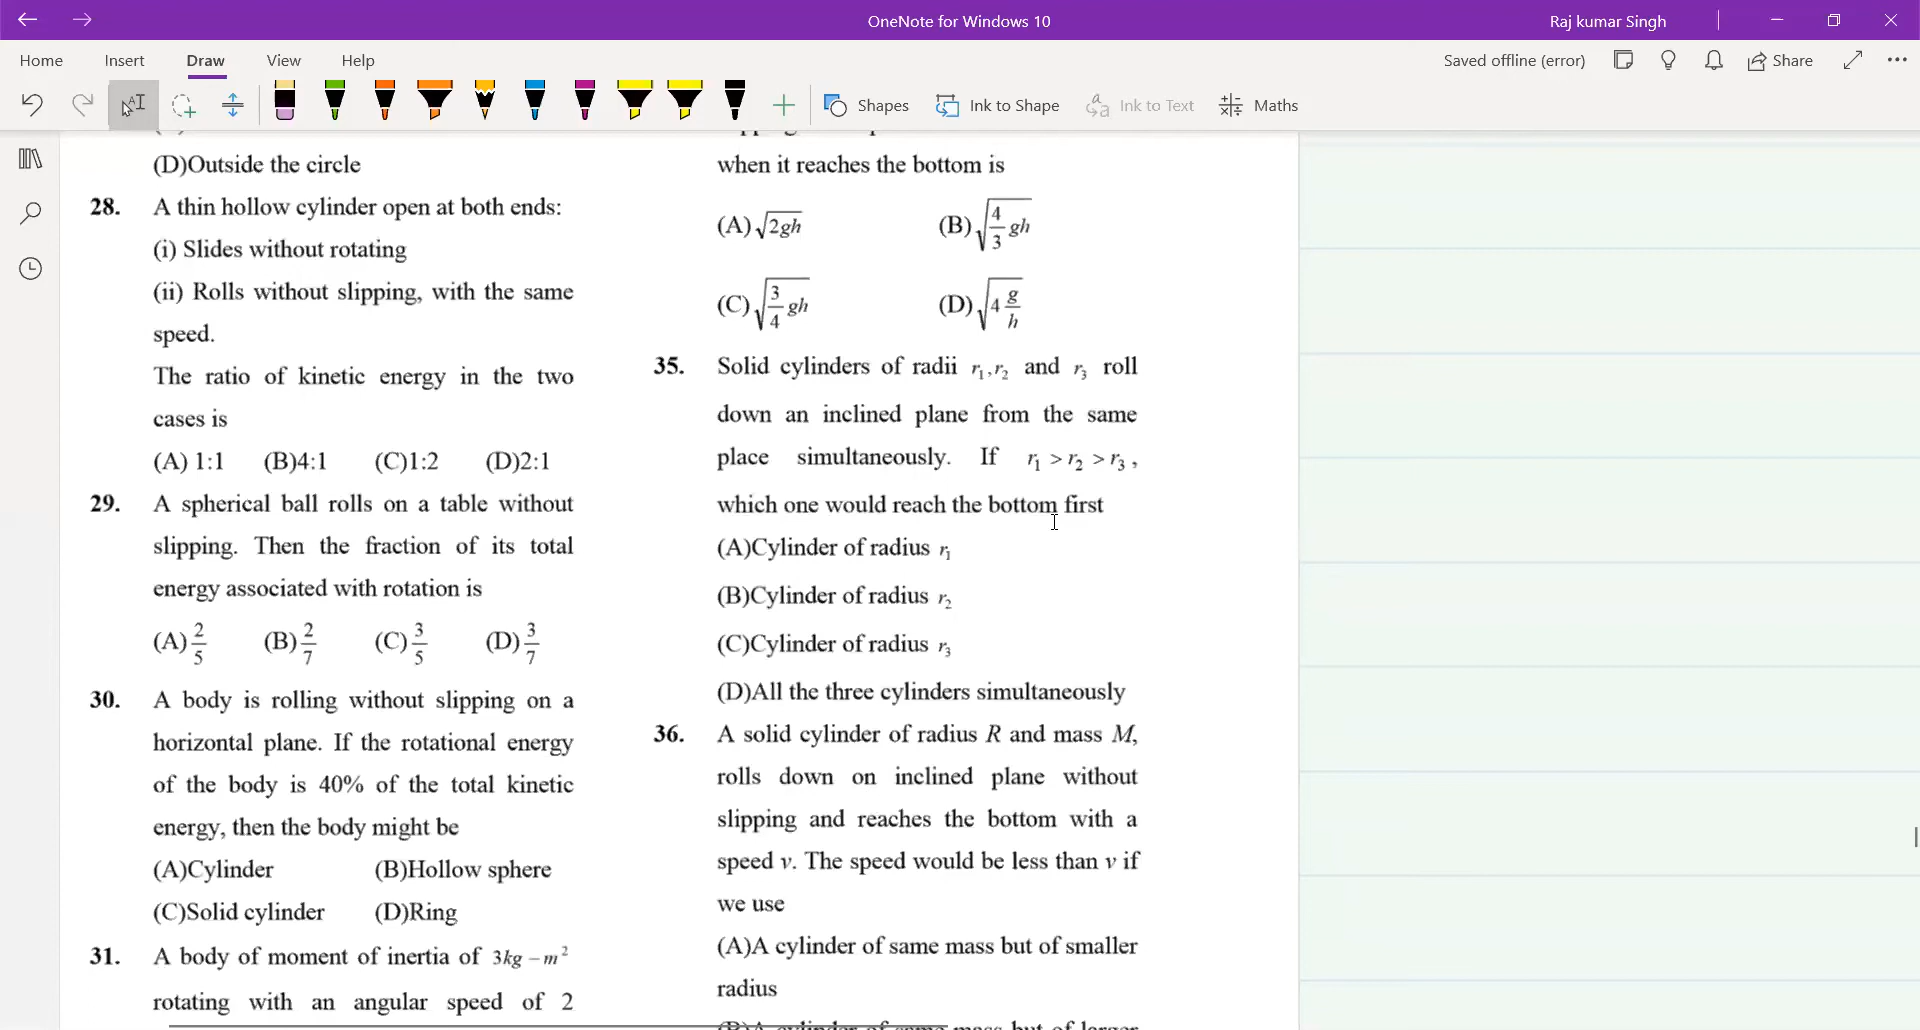 OneNote for Windows 10
Raj kumar Singh
Home Insert Draw View Help
Saved offline (error)
Share
Shapes
Ink to Shape
Ink to Text
Maths
(D)Outside the circle
28. A thin hollow cylinder open at both ends:
(i) Slides without rotating
(ii) Rolls without slipping, with the same
speed.
The ratio of kinetic energy in the two
cases is
(A) 1:1 (B)4:1 (C)1:2 (D)2:1
29. A spherical ball rolls on a table without
slipping. Then the fraction of its total
energy associated with rotation is
(A) 2/5 (B) 2/7 (C) 3/5 (D) 3/7
30. A body is rolling without slipping on a
horizontal plane. If the rotational energy
of the body is 40% of the total kinetic
energy, then the body might be
(A)Cylinder (B)Hollow sphere
(C)Solid cylinder (D)Ring
31. A body of moment of inertia of 3kg – m²
rotating with an angular speed of 2
when it reaches the bottom is
(A) √(2gh) (B) √(4/3 gh)
(C) √(3/4 gh) (D) √(4 g/h)
35. Solid cylinders of radii r₁,r₂ and r₃ roll
down an inclined plane from the same
place simultaneously. If r₁ > r₂ > r₃ ,
which one would reach the bottom first
(A)Cylinder of radius r₁
(B)Cylinder of radius r₂
(C)Cylinder of radius r₃
(D)All the three cylinders simultaneously
36. A solid cylinder of radius R and mass M,
rolls down on inclined plane without
slipping and reaches the bottom with a
speed v. The speed would be less than v if
we use
(A)A cylinder of same mass but of smaller
radius
(B)A cylinder of same mass but of larger